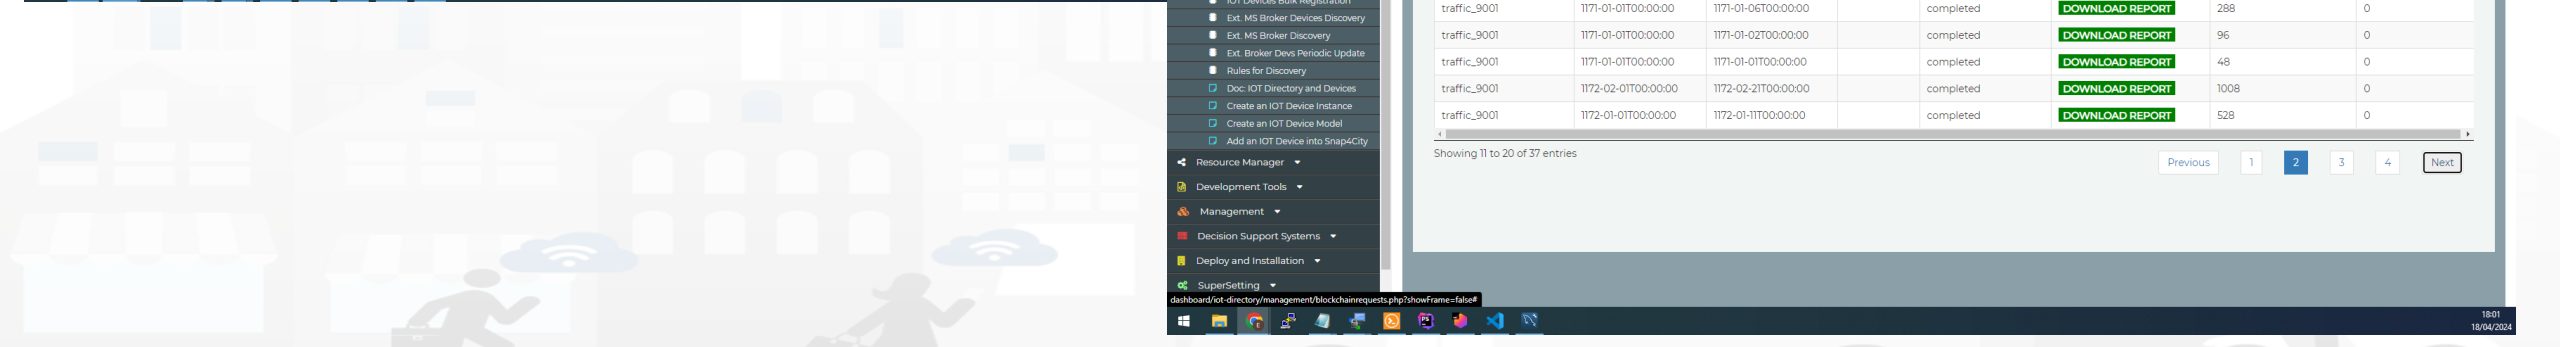 IOT Devices Bulk Registration
Ext. MS Broker Devices Discovery
Ext. MS Broker Discovery
Ext. Broker Devs Periodic Update
Rules for Discovery
Doc: IOT Directory and Devices
Create an IOT Device Instance
Create an IOT Device Model
Add an IOT Device into Snap4City
Resource Manager
Development Tools
Management
Decision Support Systems
Deploy and Installation
SuperSetting
dashboard/iot-directory/management/blockchainrequests.php?showFrame=false#
traffic_9001 1171-01-01T00:00:00 1171-01-06T00:00:00 completed DOWNLOAD REPORT 288 0
traffic_9001 1171-01-01T00:00:00 1171-01-02T00:00:00 completed DOWNLOAD REPORT 96 0
traffic_9001 1171-01-01T00:00:00 1171-01-01T00:00:00 completed DOWNLOAD REPORT 48 0
traffic_9001 1172-02-01T00:00:00 1172-02-21T00:00:00 completed DOWNLOAD REPORT 1008 0
traffic_9001 1172-01-01T00:00:00 1172-01-11T00:00:00 completed DOWNLOAD REPORT 528 0
Showing 11 to 20 of 37 entries
Previous 1 2 3 4 Next
18:01
18/04/2024